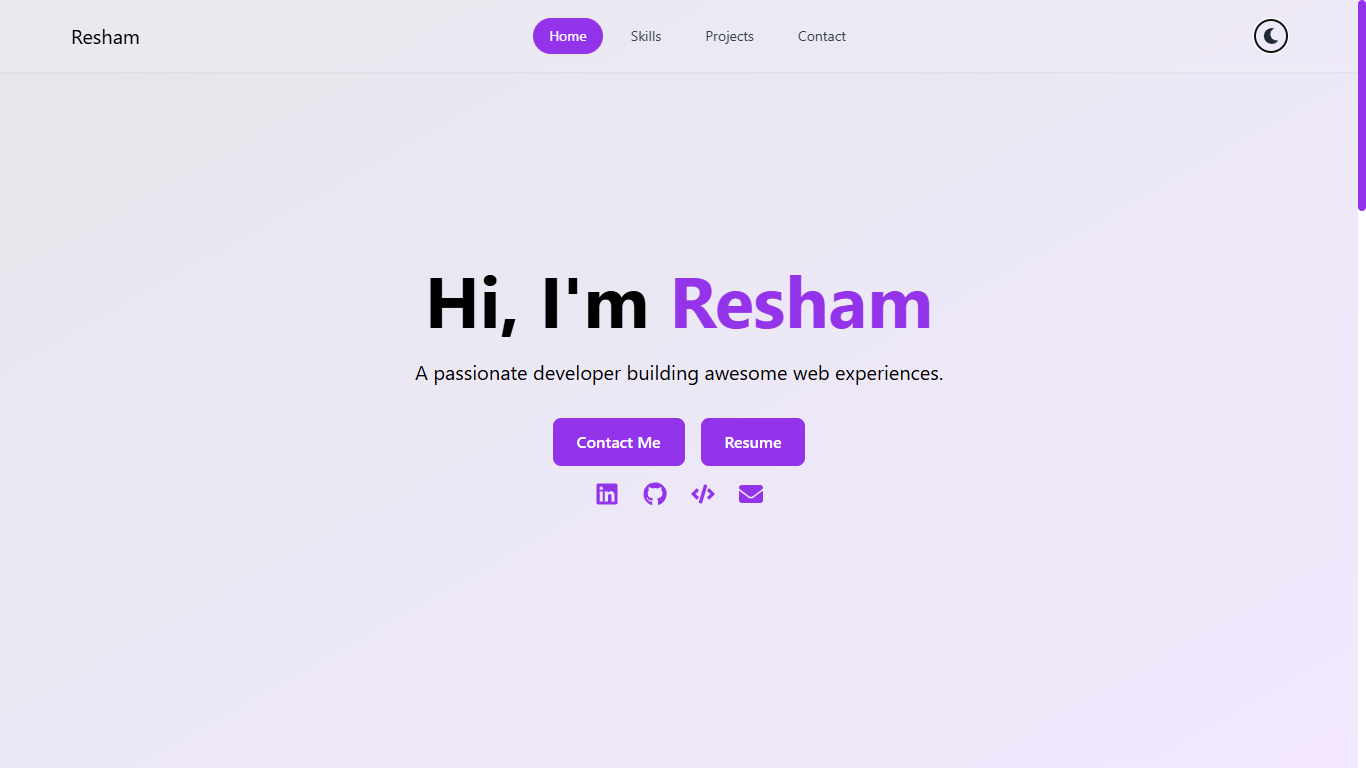 Resham
Home Skills Projects Contact
Hi, I'm Resham
A passionate developer building awesome web experiences.
Contact Me Resume